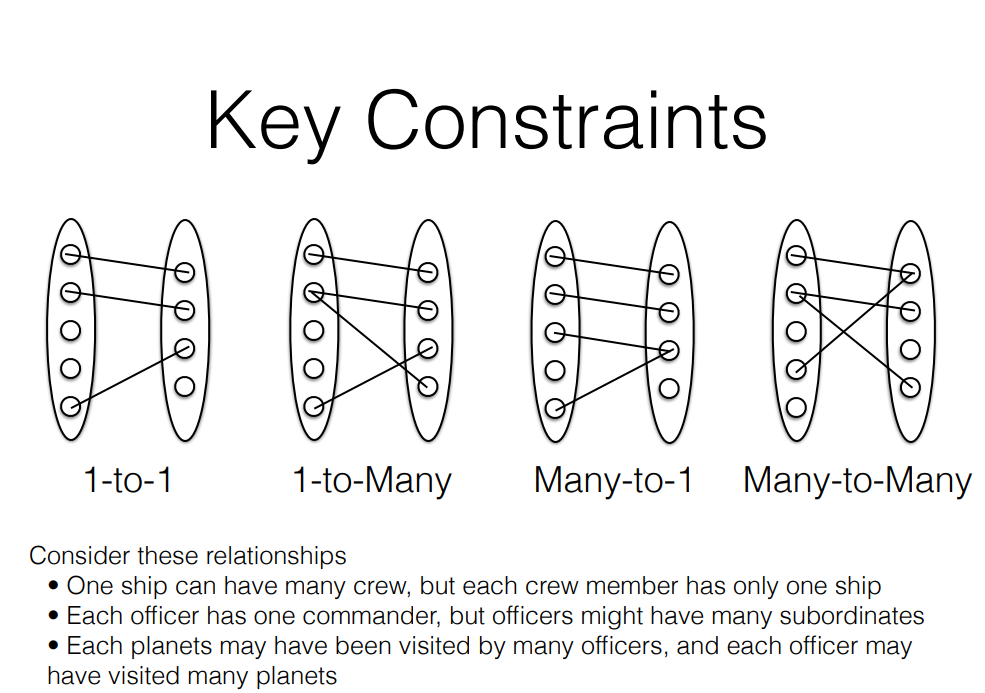 Key Constraints
1-to-1
1-to-Many
Many-to-1
Many-to-Many
Consider these relationships
• One ship can have many crew, but each crew member has only one ship
• Each officer has one commander, but officers might have many subordinates
• Each planets may have been visited by many officers, and each officer may
have visited many planets